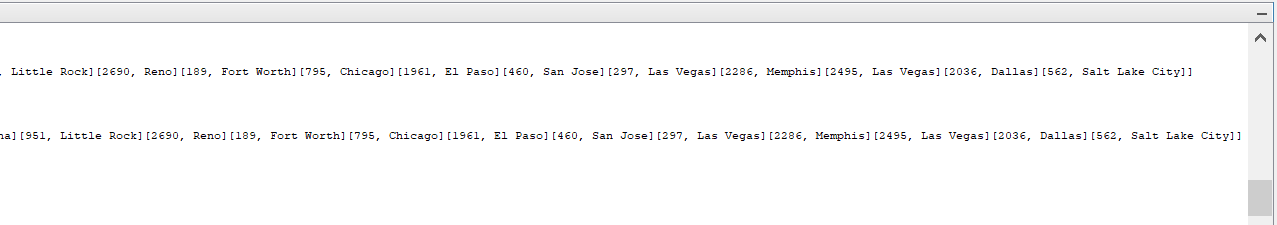 , Little Rock][2690, Reno][189, Fort Worth][795, Chicago][1961, El Paso][460, San Jose][297, Las Vegas][2286, Memphis][2495, Las Vegas][2036, Dallas][562, Salt Lake City]]
na][951, Little Rock][2690, Reno][189, Fort Worth][795, Chicago][1961, El Paso][460, San Jose][297, Las Vegas][2286, Memphis][2495, Las Vegas][2036, Dallas][562, Salt Lake City]]